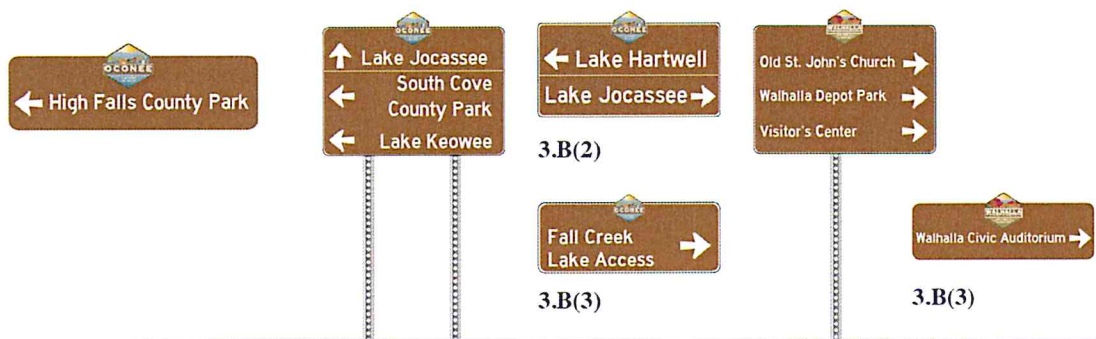 OCONEE
High Falls County Park
OCONEE
Lake Jocassee
South Cove
County Park
Lake Keowee
OCONEE
Lake Hartwell
Lake Jocassee
3.B(2)
OCONEE
Fall Creek
Lake Access
3.B(3)
WALHALLA
Old St. John's Church
Walhalla Depot Park
Visitor's Center
WALHALLA
Walhalla Civic Auditorium
3.B(3)